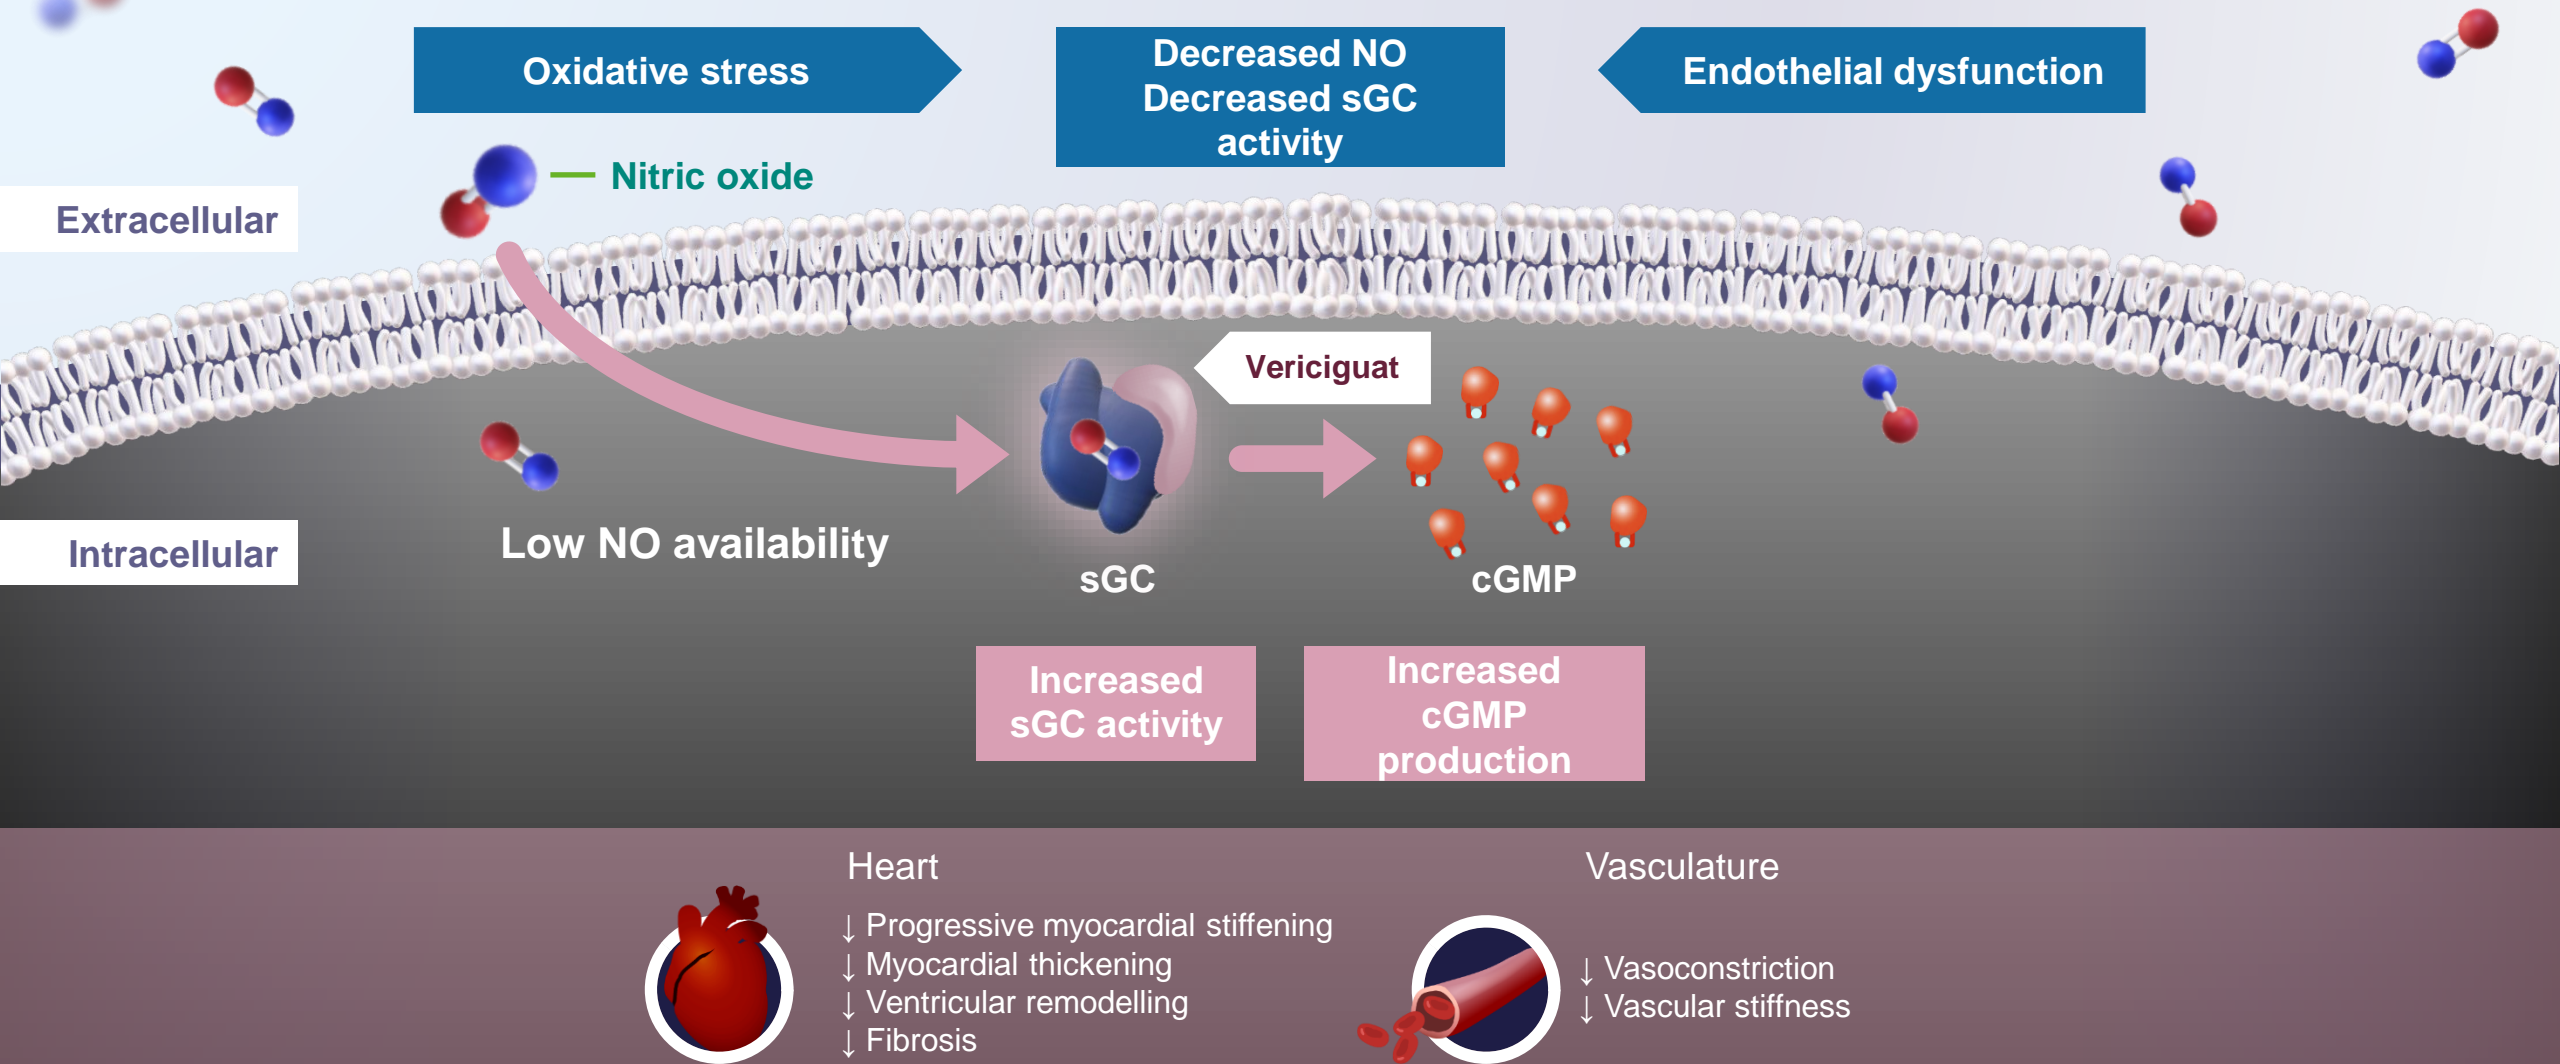 Oxidative stress
Decreased NO
Decreased sGC
activity
Endothelial dysfunction
Nitric oxide
Extracellular
Vericiguat
Intracellular
Low NO availability
sGC
cGMP
Increased
sGC activity
Increased
cGMP
production
Heart
↓ Progressive myocardial stiffening
↓ Myocardial thickening
↓ Ventricular remodelling
↓ Fibrosis
Vasculature
↓ Vasoconstriction
↓ Vascular stiffness